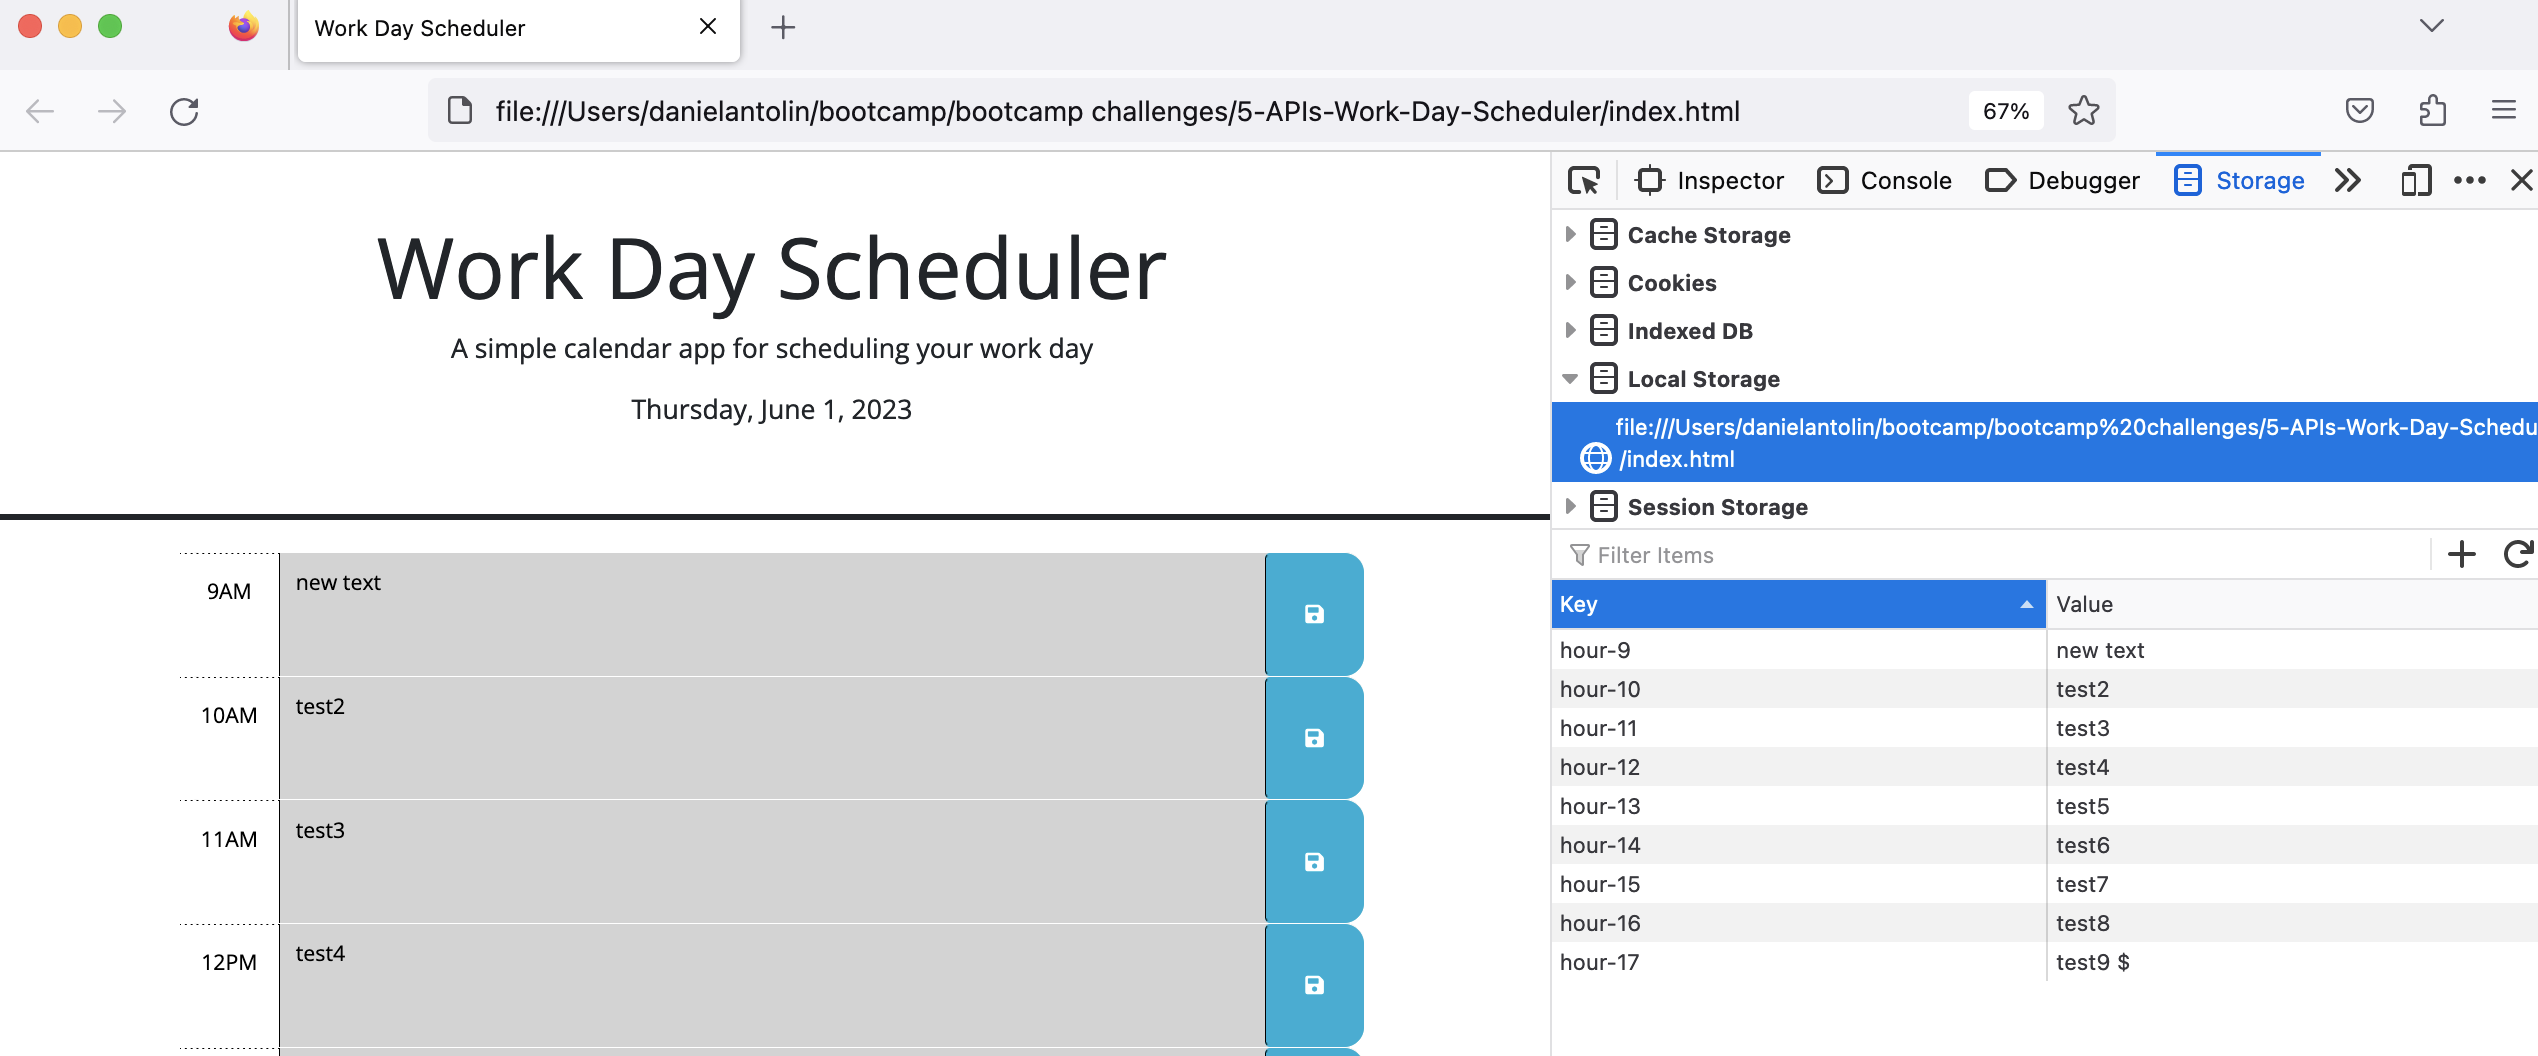 Work Day Scheduler
file:///Users/danielantolin/bootcamp/bootcamp challenges/5-APIs-Work-Day-Scheduler/index.html
67%
Work Day Scheduler
A simple calendar app for scheduling your work day
Thursday, June 1, 2023
9AM
new text
10AM
test2
11AM
test3
12PM
test4
Inspector
Console
Debugger
Storage
Cache Storage
Cookies
Indexed DB
Local Storage
file:///Users/danielantolin/bootcamp/bootcamp%20challenges/5-APIs-Work-Day-Schedu
/index.html
Session Storage
Filter Items
Key Value
hour-9 new text
hour-10 test2
hour-11 test3
hour-12 test4
hour-13 test5
hour-14 test6
hour-15 test7
hour-16 test8
hour-17 test9 $